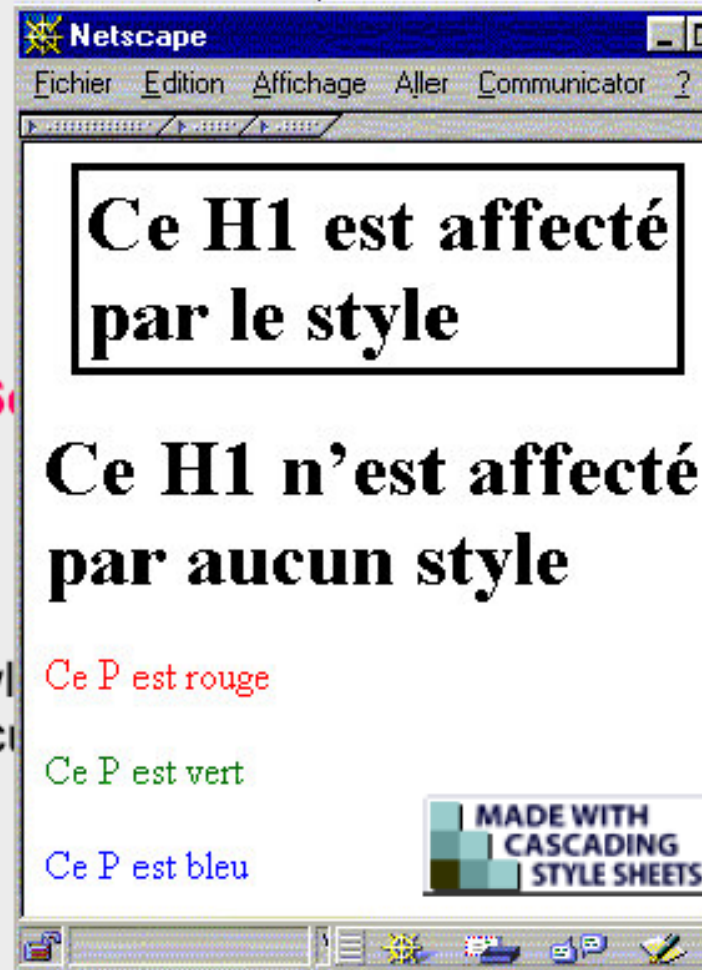 Netscape
Fichier Edition Affichage Aller Communicator ?
Ce H1 est affecté
par le style
Ce H1 n’est affecté
par aucun style
Ce P est rouge
Ce P est vert
Ce P est bleu
MADE WITH
CASCADING
STYLE SHEETS